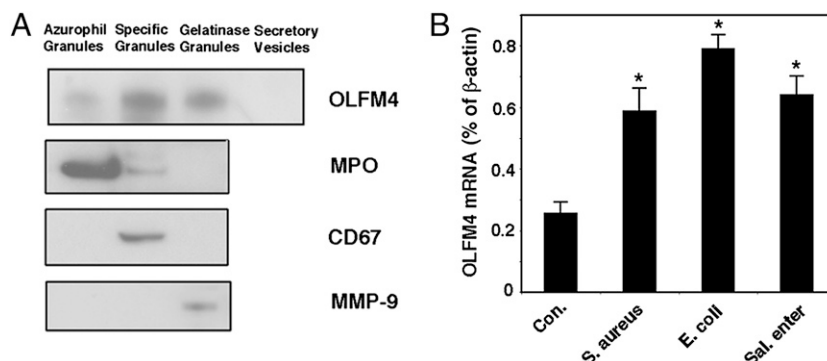 A
Azurophil Specific Gelatinase Secretory
Granules Granules Granules Vesicles
OLFM4
MPO
CD67
MMP-9
B
OLFM4 mRNA (% of β-actin)
0.8
0.6
0.4
0.2
0
*
*
*
Con.
S. aureus
E. coll
Sal. enter